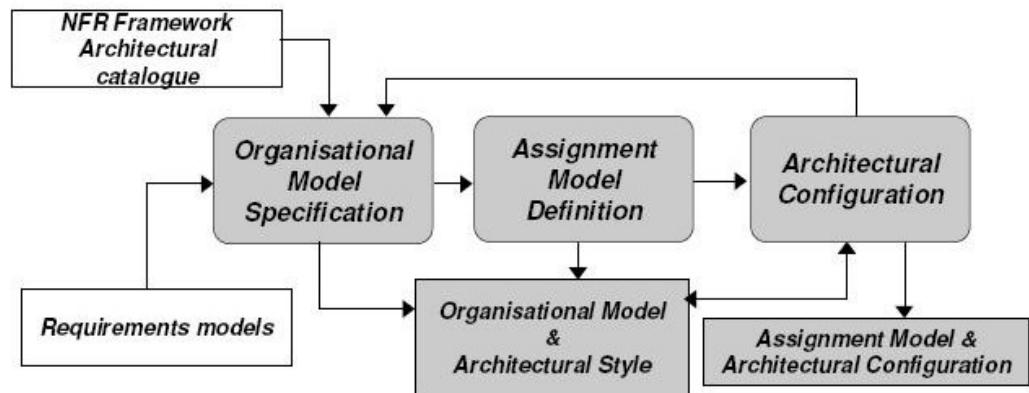 NFR Framework
Architectural
catalogue
Organisational
Model
Specification
Assignment
Model
Definition
Architectural
Configuration
Requirements models
Organisational Model
&
Architectural Style
Assignment Model &
Architectural Configuration